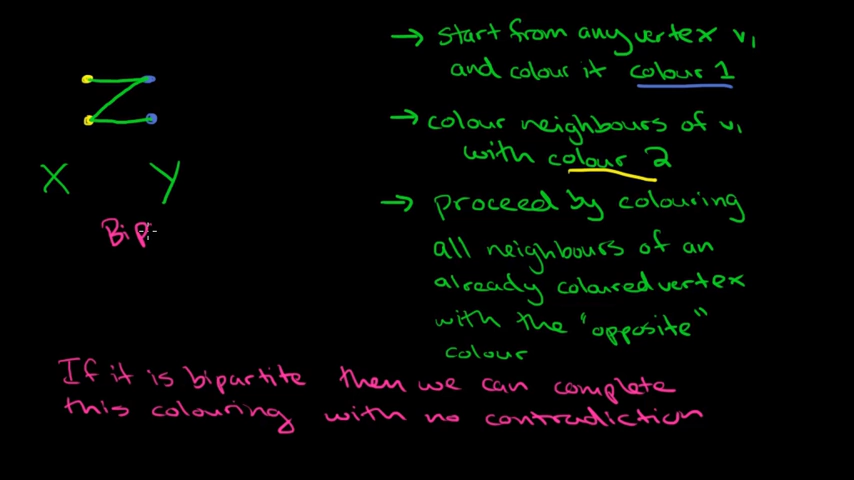 → start from any vertex v₁
and colour it colour 1
→ colour neighbours of v₁
with colour 2
→ proceed by colouring
all neighbours of an
already coloured vertex
with the "opposite"
colour
X Y
Bip
If it is bipartite then we can complete
this colouring with no contradiction